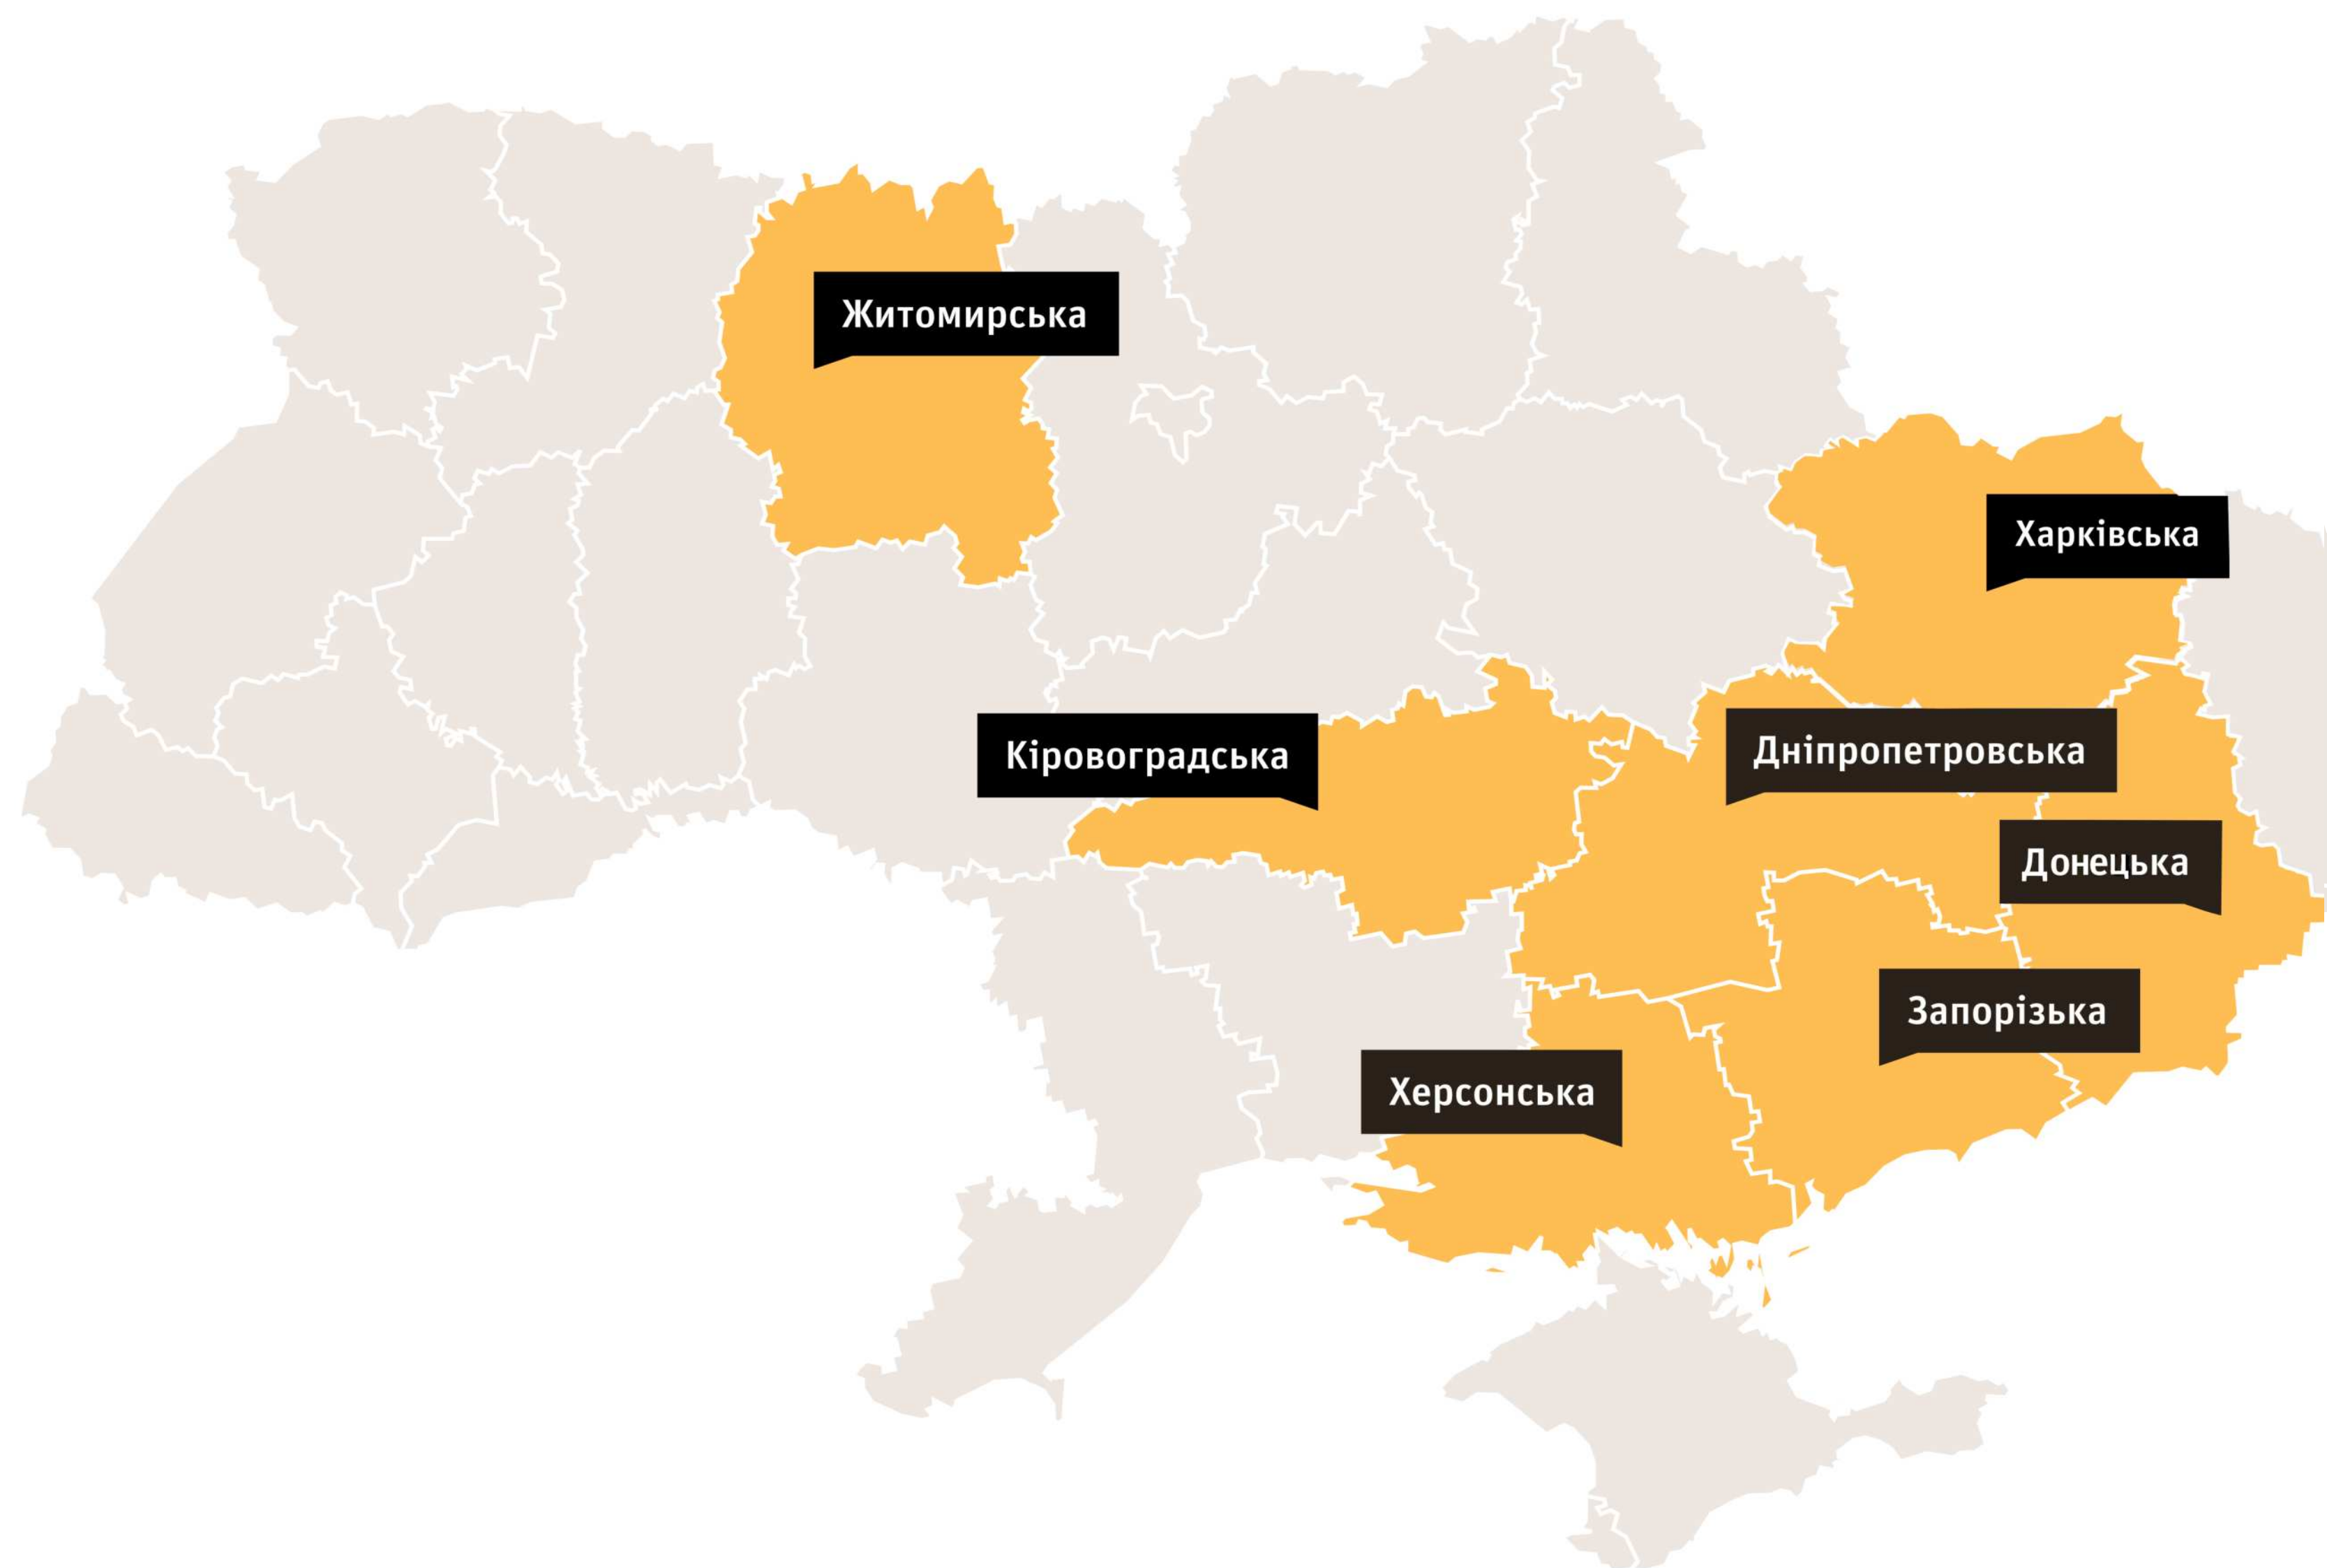 Житомирська
Харківська
Кіровоградська
Дніпропетровська
Донецька
Запорізька
Херсонська